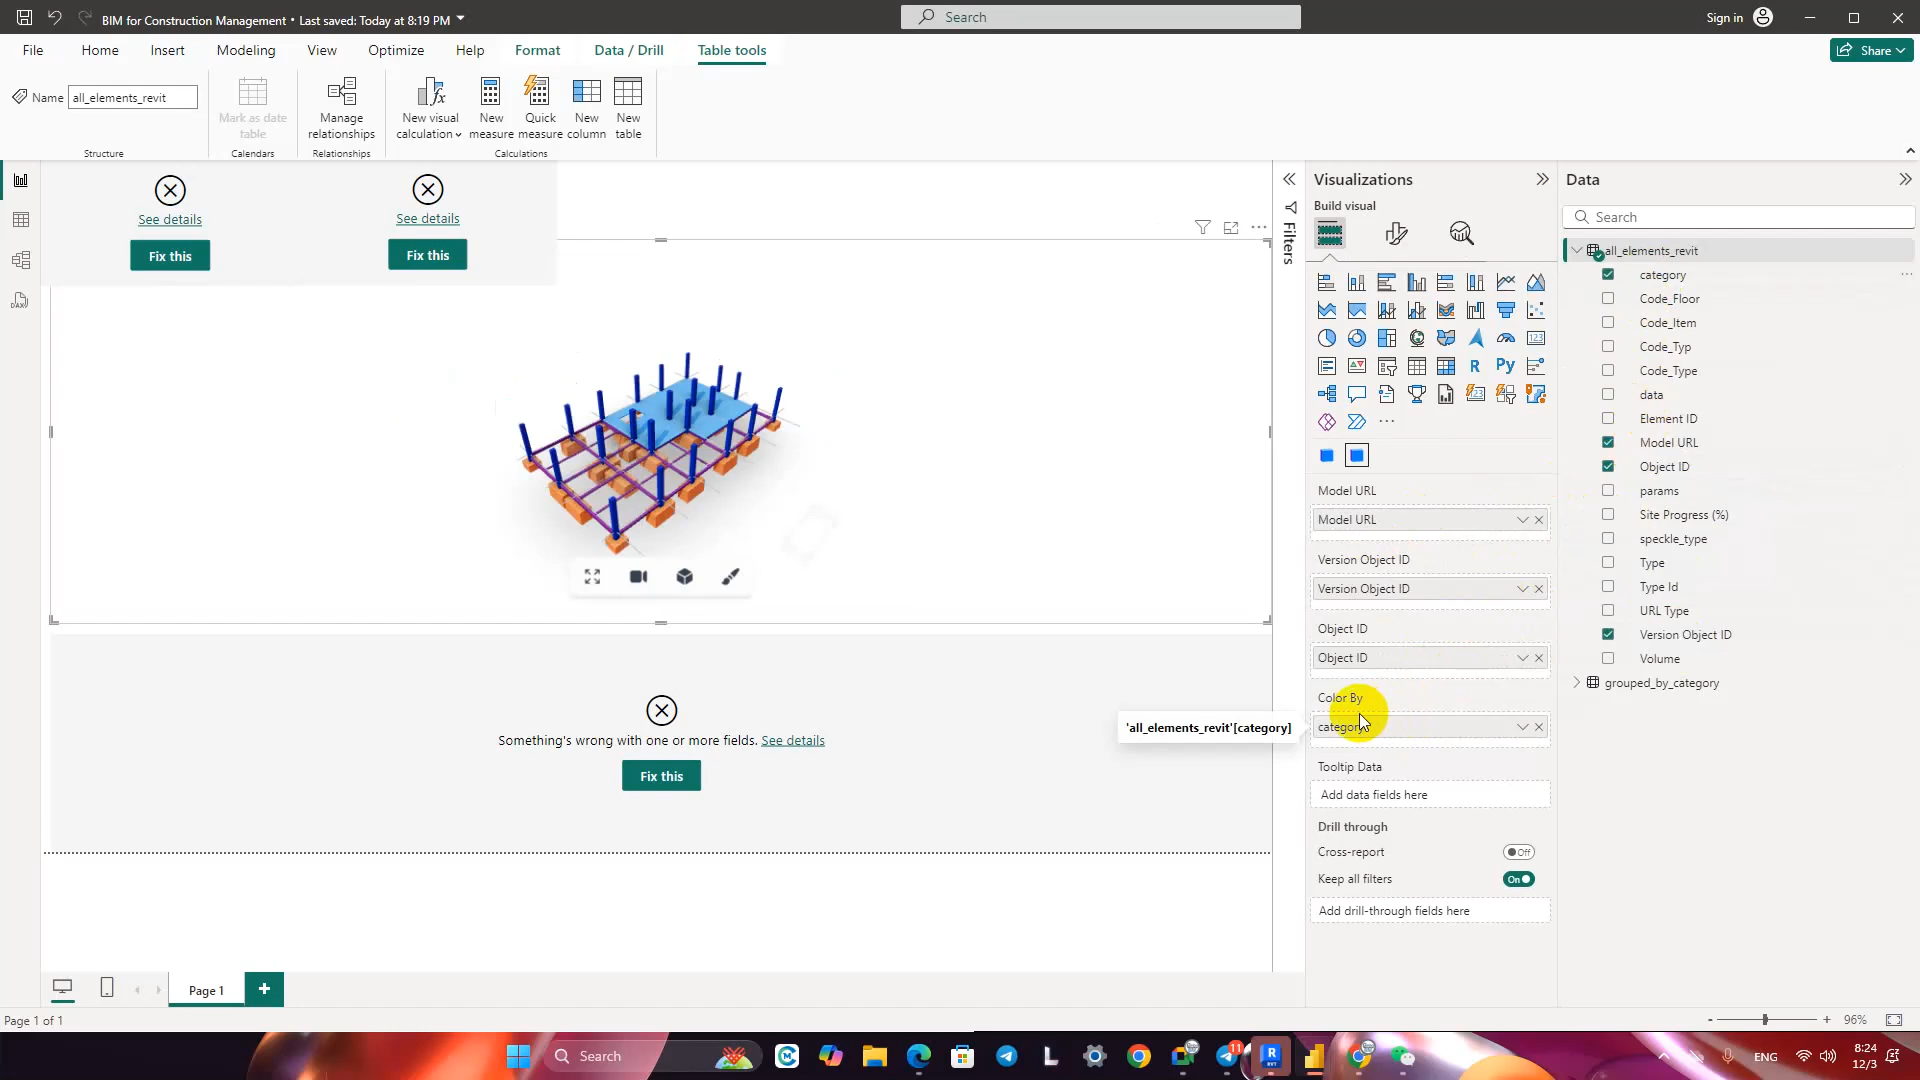 BIM for Construction Management • Last saved: Today at 8:19 PM
Search
Sign in
File
Home
Insert
Modeling
View
Optimize
Help
Format
Data / Drill
Table tools
Share
Name
all_elements_revit
Mark as date table
Manage relationships
New visual calculation
New measure
Quick measure
New column
New table
Structure
Calendars
Relationships
Calculations
See details
Fix this
See details
Fix this
Something's wrong with one or more fields. See details
Fix this
'all_elements_revit'[category]
Filters
Visualizations
Build visual
R
Py
123
Model URL
Model URL
Version Object ID
Version Object ID
Object ID
Object ID
Color By
category
Tooltip Data
Add data fields here
Drill through
Cross-report
Off
Keep all filters
On
Add drill-through fields here
Data
Search
all_elements_revit
category
Code_Floor
Code_Item
Code_Typ
Code_Type
data
Element ID
Model URL
Object ID
params
Site Progress (%)
speckle_type
Type
Type Id
URL Type
Version Object ID
Volume
grouped_by_category
Page 1
Page 1 of 1
- + 96%
Search
11
ENG
8:24
12/3